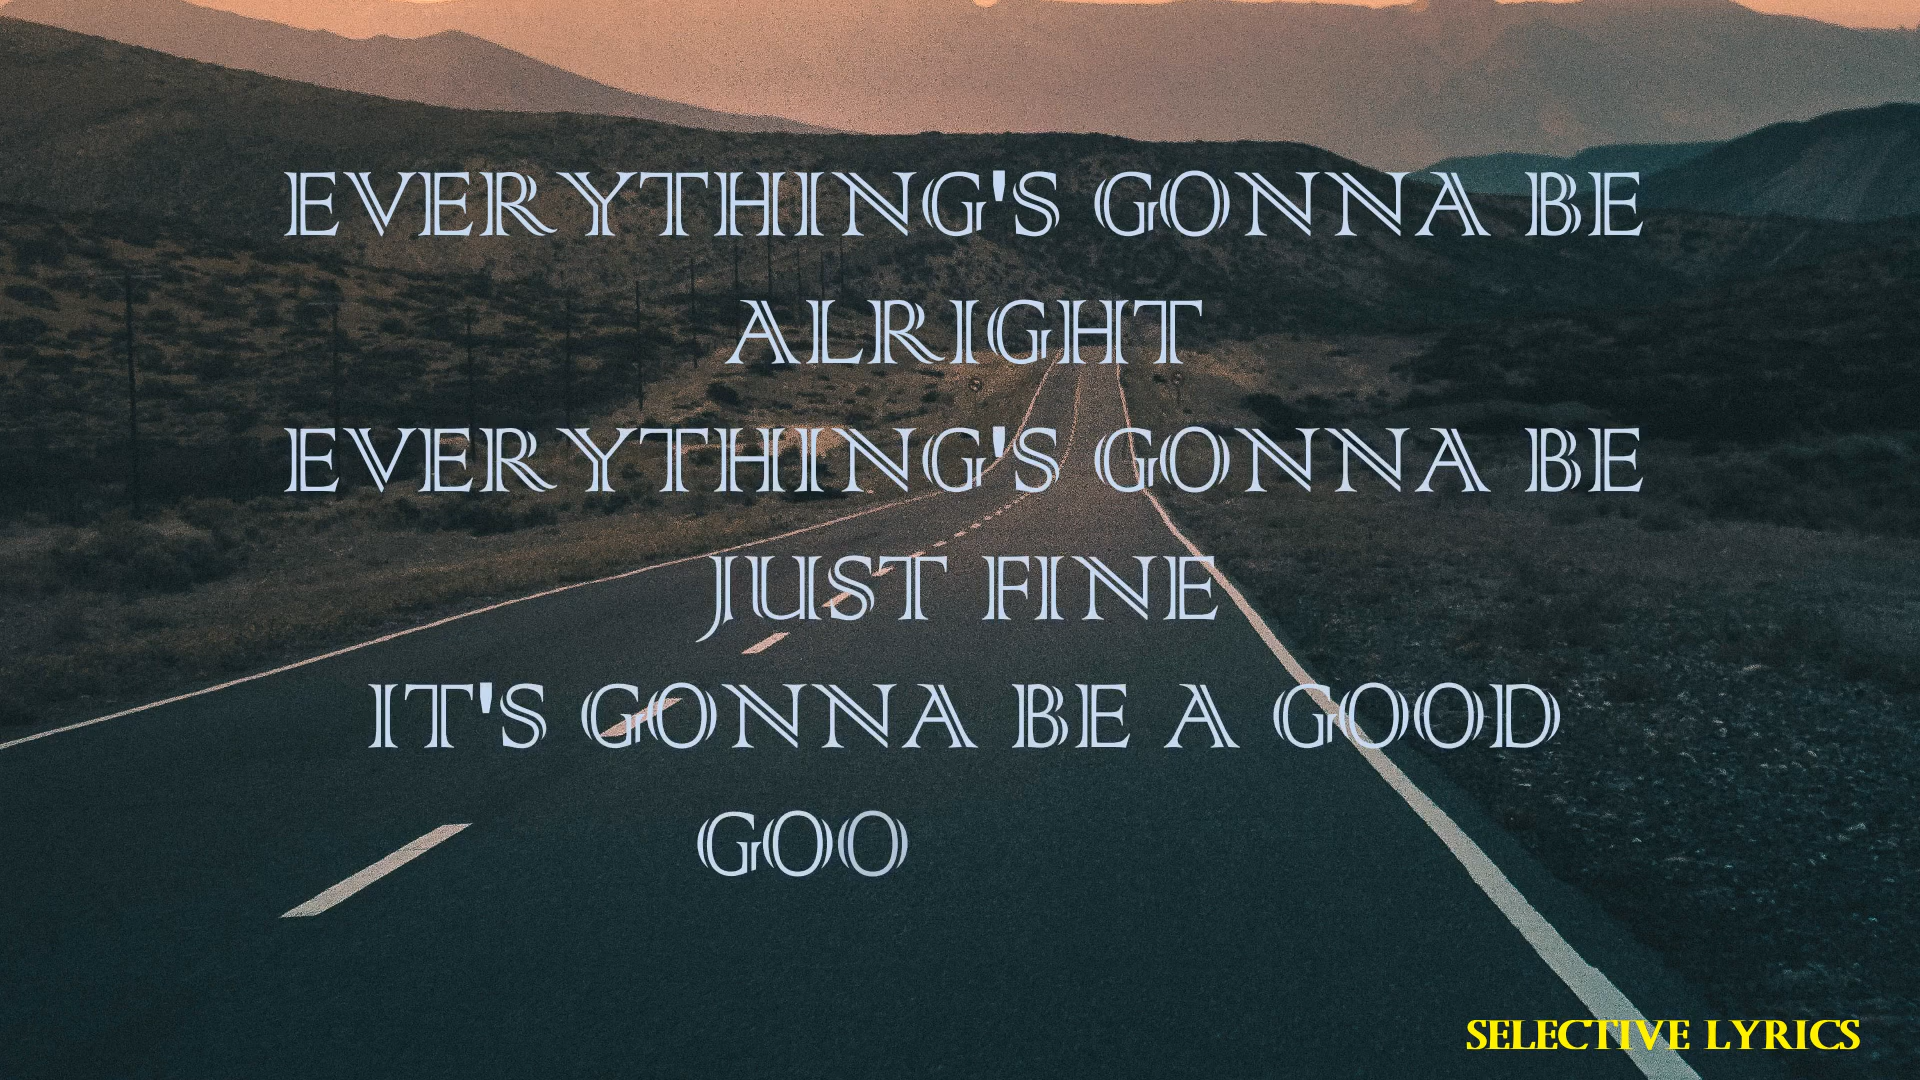 EVERYTHING'S GONNA BE
ALRIGHT
EVERYTHING'S GONNA BE
JUST FINE
IT'S GONNA BE A GOOD
GOO
SELECTIVE LYRICS